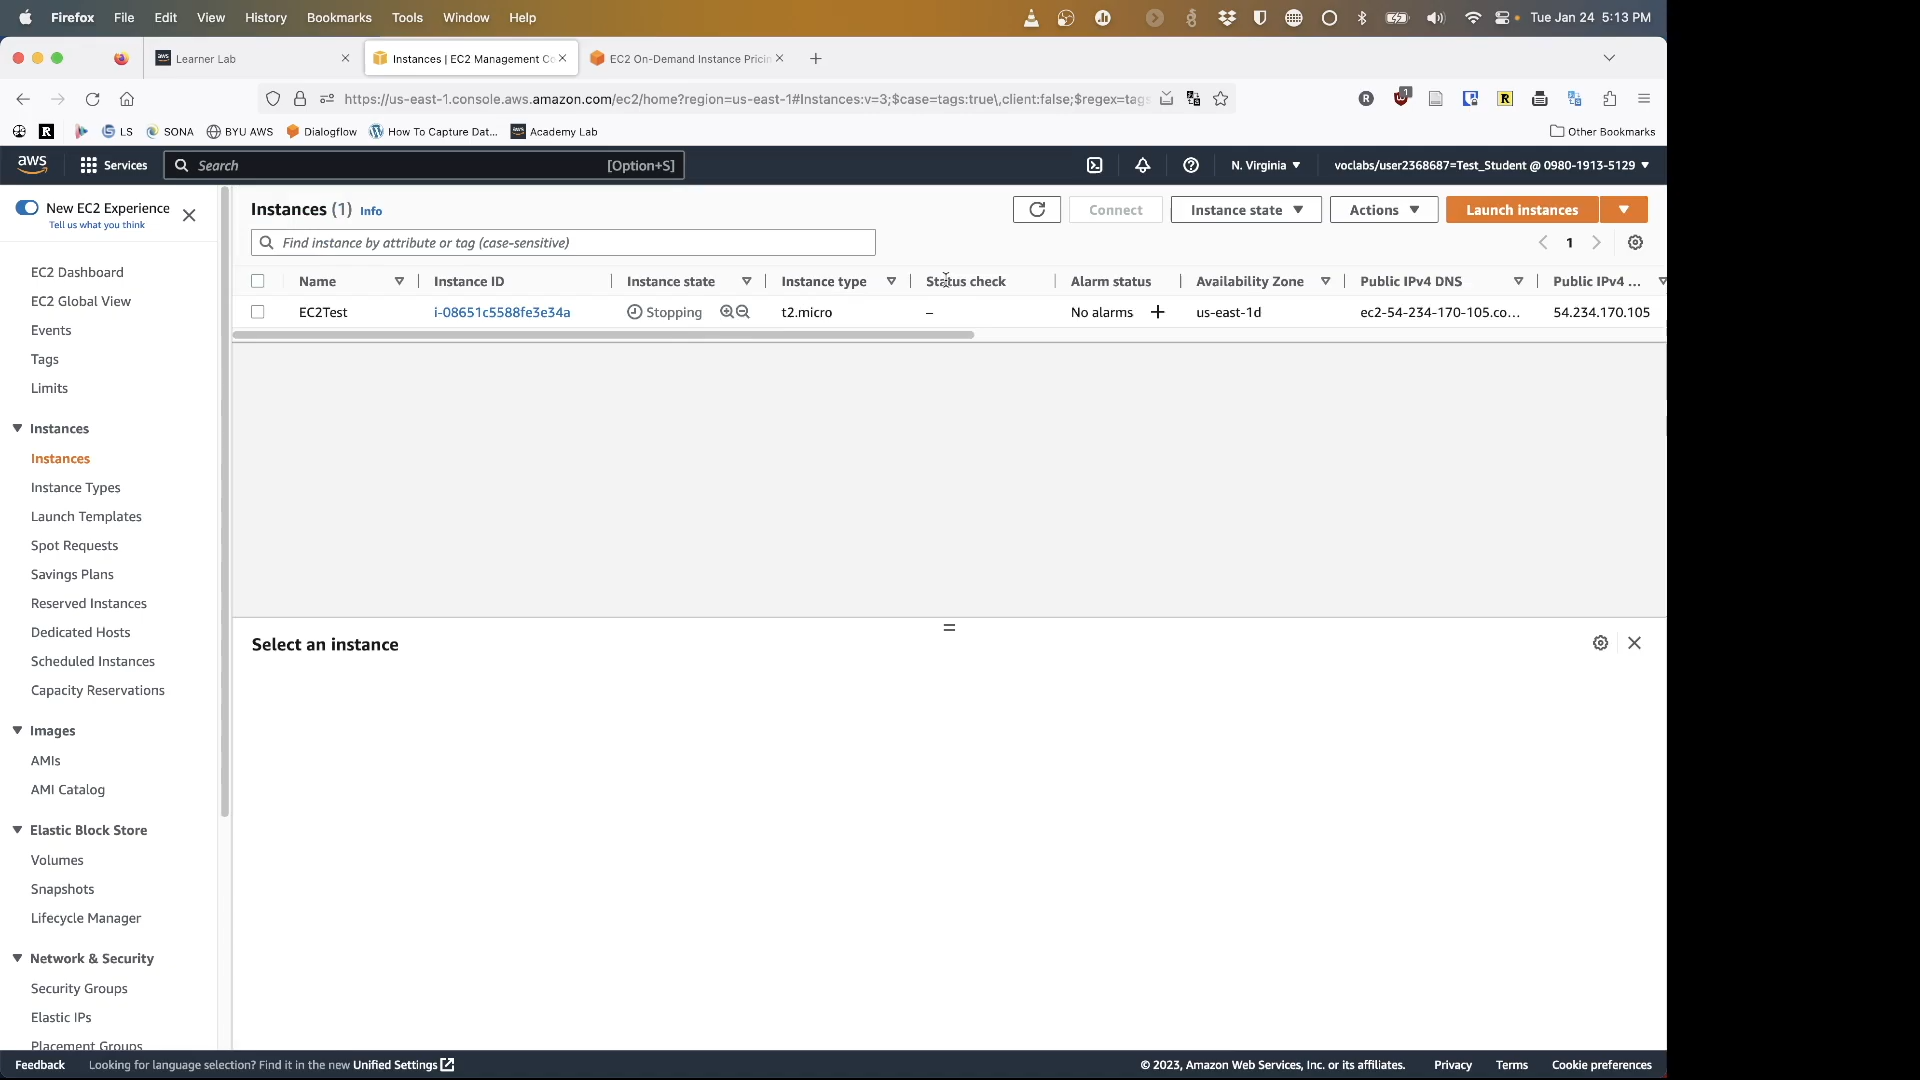 Firefox File Edit View History Bookmarks Tools Window Help Tue Jan 24 5:13 PM
aws Learner Lab Instances | EC2 Management Co EC2 On-Demand Instance Pricin
https://us-east-1.console.aws.amazon.com/ec2/home?region=us-east-1#Instances:v=3;$case=tags:true\,client:false;$regex=tags
R LS SONA BYU AWS Dialogflow How To Capture Dat... Academy Lab Other Bookmarks
aws Services Search [Option+S] N. Virginia voclabs/user2368687=Test_Student @ 0980-1913-5129
New EC2 Experience
Tell us what you think
EC2 Dashboard
EC2 Global View
Events
Tags
Limits
Instances
Instances
Instance Types
Launch Templates
Spot Requests
Savings Plans
Reserved Instances
Dedicated Hosts
Scheduled Instances
Capacity Reservations
Images
AMIs
AMI Catalog
Elastic Block Store
Volumes
Snapshots
Lifecycle Manager
Network & Security
Security Groups
Elastic IPs
Placement Groups
Instances (1) Info Connect Instance state Actions Launch instances
Find instance by attribute or tag (case-sensitive) 1
Name Instance ID Instance state Instance type Status check Alarm status Availability Zone Public IPv4 DNS Public IPv4 ...
EC2Test i-08651c5588fe3e34a Stopping t2.micro – No alarms + us-east-1d ec2-54-234-170-105.co... 54.234.170.105
Select an instance
Feedback Looking for language selection? Find it in the new Unified Settings © 2023, Amazon Web Services, Inc. or its affiliates. Privacy Terms Cookie preferences